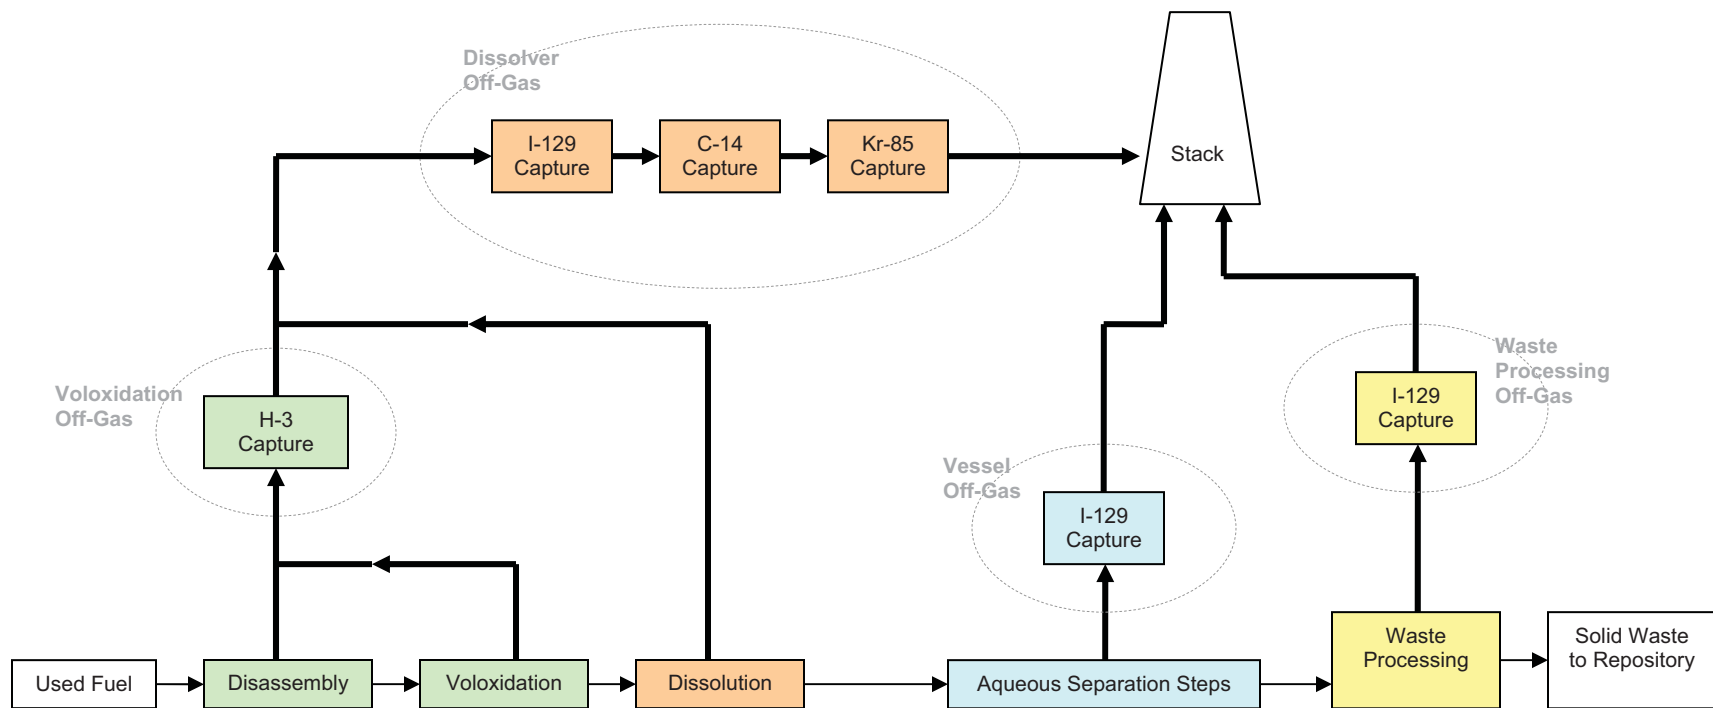 Dissolver
Off-Gas
I-129
Capture
C-14
Capture
Kr-85
Capture
Stack
Voloxidation
Off-Gas
H-3
Capture
Vessel
Off-Gas
I-129
Capture
Waste
Processing
Off-Gas
I-129
Capture
Used Fuel
Disassembly
Voloxidation
Dissolution
Aqueous Separation Steps
Waste
Processing
Solid Waste
to Repository